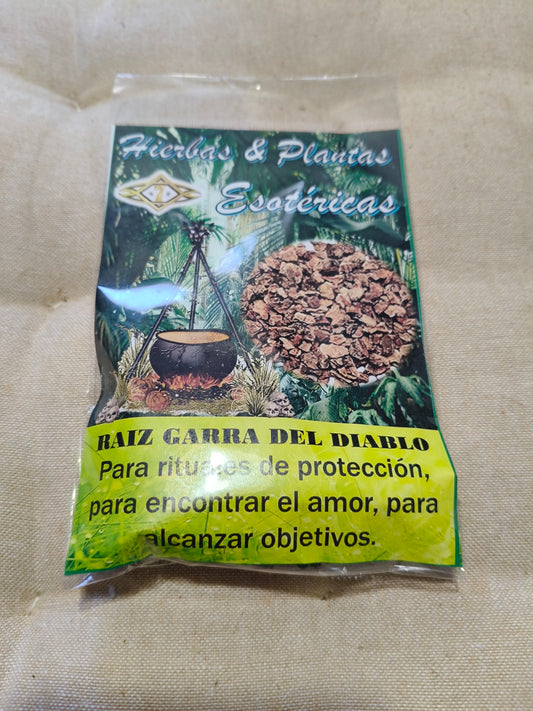 Hierbas & Plantas
Esotéricas
RAIZ GARRA DEL DIABLO
Para rituales de protección,
para encontrar el amor, para
alcanzar objetivos.